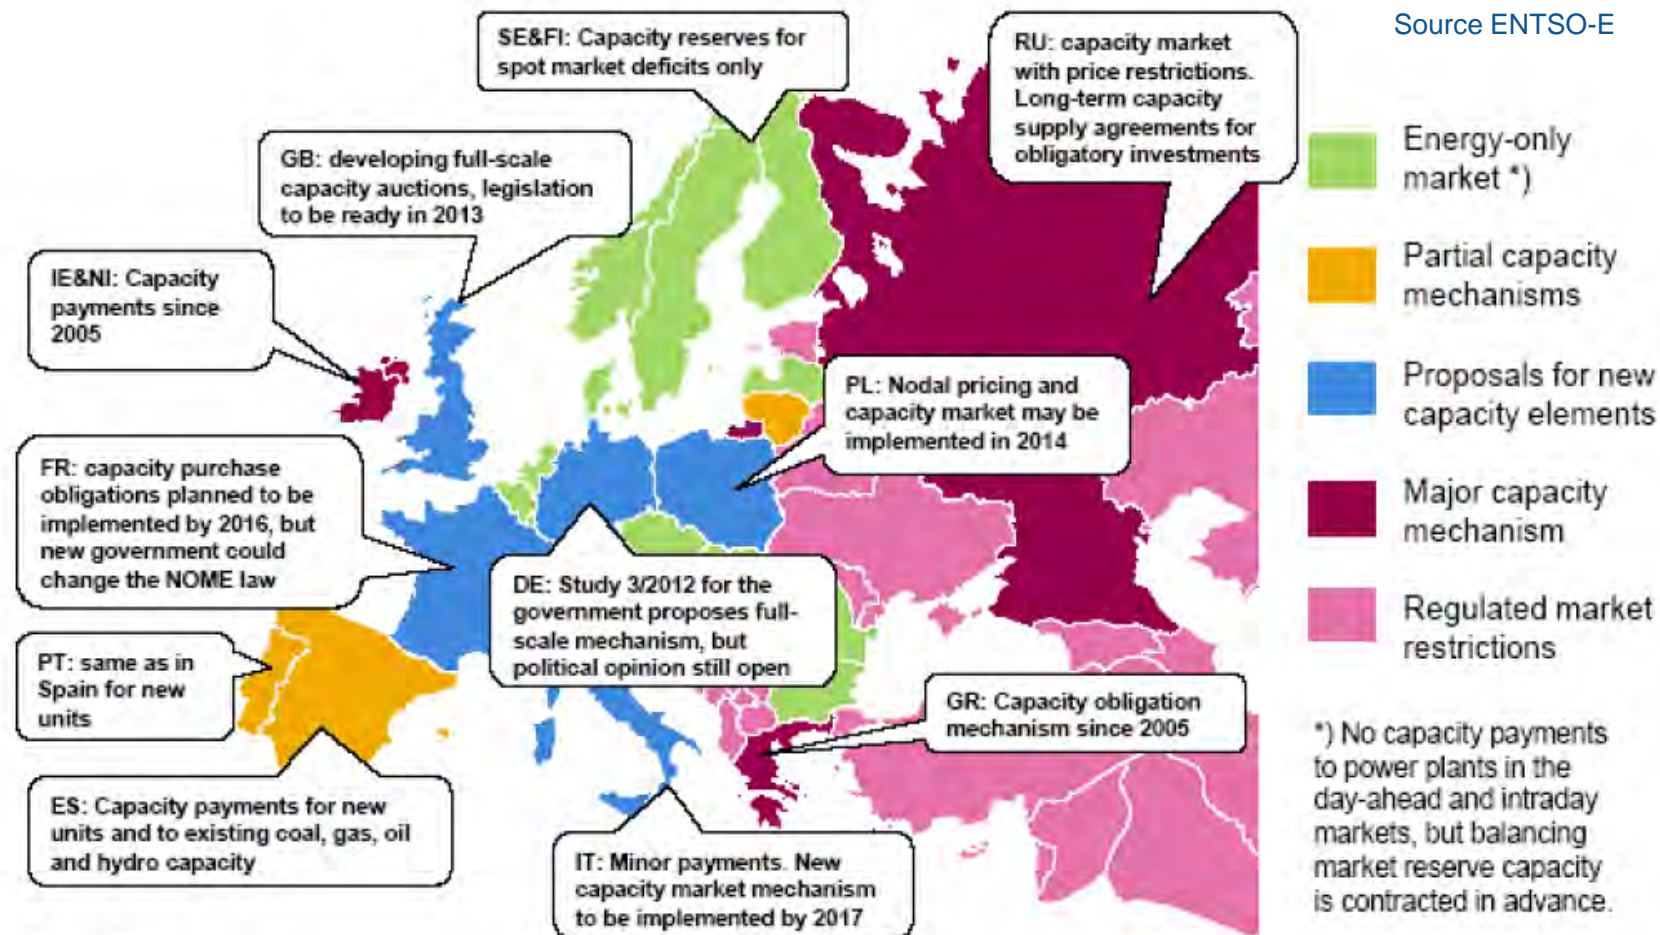 Source ENTSO-E
SE&FI: Capacity reserves for
spot market deficits only
RU: capacity market
with price restrictions.
Long-term capacity
supply agreements for
obligatory investments
GB: developing full-scale
capacity auctions, legislation
to be ready in 2013
IE&NI: Capacity
payments since
2005
PL: Nodal pricing and
capacity market may be
implemented in 2014
FR: capacity purchase
obligations planned to be
implemented by 2016, but
new government could
change the NOME law
DE: Study 3/2012 for the
government proposes full-
scale mechanism, but
political opinion still open
PT: same as in
Spain for new
units
GR: Capacity obligation
mechanism since 2005
ES: Capacity payments for new
units and to existing coal, gas, oil
and hydro capacity
IT: Minor payments. New
capacity market mechanism
to be implemented by 2017
Energy-only
market *)
Partial capacity
mechanisms
Proposals for new
capacity elements
Major capacity
mechanism
Regulated market
restrictions
*) No capacity payments
to power plants in the
day-ahead and intraday
markets, but balancing
market reserve capacity
is contracted in advance.